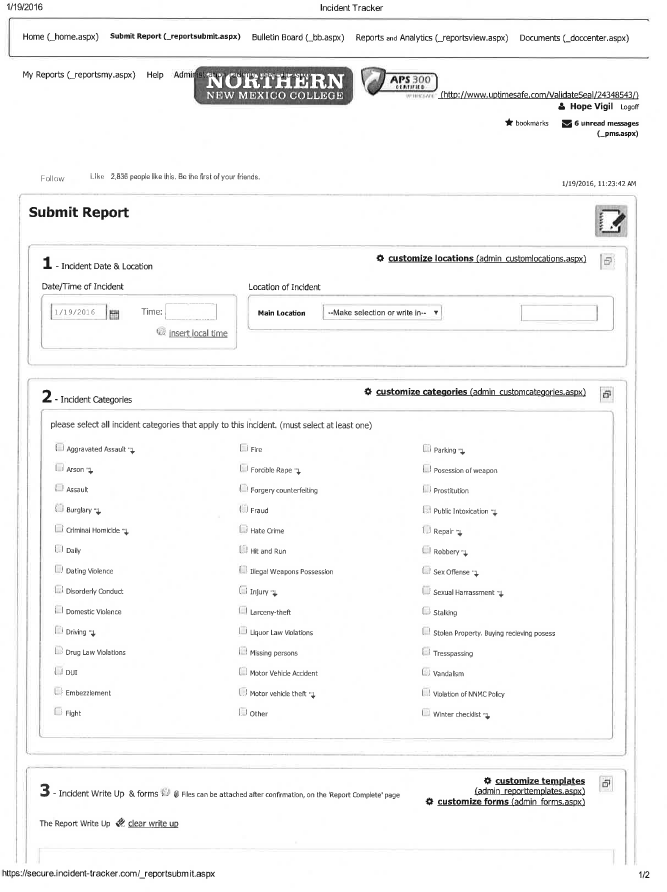 1/19/2016 Incident Tracker
Home (_home.aspx) Submit Report (_reportsubmit.aspx) Bulletin Board (_bb.aspx) Reports and Analytics (_reportsview.aspx) Documents (_doccenter.aspx)
My Reports (_reportsmy.aspx) Help
NORTHERN
NEW MEXICO COLLEGE
APS 300
CERTIFIED
(http://www.uptimesafe.com/ValidateSeal/24348543/)
Hope Vigil Logoff
bookmarks 6 unread messages
(_pms.aspx)
Follow Like 2,836 people like this. Be the first of your friends.
1/19/2016, 11:23:42 AM
Submit Report
1 - Incident Date & Location customize locations (admin_customlocations.aspx)
Date/Time of Incident Location of Incident
1/19/2016 Time: Main Location --Make selection or write in--
insert local time
2 - Incident Categories customize categories (admin_customcategories.aspx)
please select all incident categories that apply to this incident. (must select at least one)
Aggravated Assault Fire Parking
Arson Forcible Rape Posession of weapon
Assault Forgery counterfeiting Prostitution
Burglary Fraud Public Intoxication
Criminal Homicide Hate Crime Repair
Daily Hit and Run Robbery
Dating Violence Illegal Weapons Possession Sex Offense
Disorderly Conduct Injury Sexual Harrassment
Domestic Violence Larceny-theft Stalking
Driving Liquor Law Violations Stolen Property. Buying recieving posess
Drug Law Violations Missing persons Tresspassing
DUI Motor Vehicle Accident Vandalism
Embezzlement Motor vehicle theft Violation of NNMC Policy
Fight Other Winter checklist
3 - Incident Write Up & forms Files can be attached after confirmation, on the 'Report Complete' page
customize templates
(admin_reporttemplates.aspx)
customize forms (admin_forms.aspx)
The Report Write Up clear write up
https://secure.incident-tracker.com/_reportsubmit.aspx 1/2